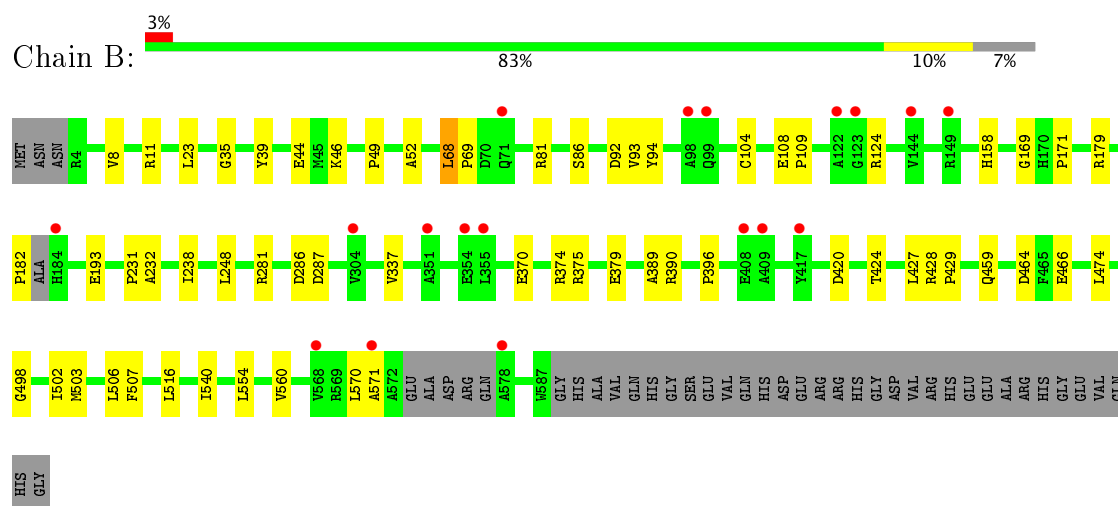 3%
Chain B:
83% 10% 7%
MET ASN ASN R4 V8 R11 L23 G35 Y39 E44 M45 K46 P49 A52 L68 P69 D70 Q71 R81 S86 D92 V93 Y94 A98 Q99 C104 E108 P109 A122 G123 R124 V144 R149 H158 G169 H170 P171 R179
P182 ALA H184 E193 P231 A232 I238 L248 R281 D286 D287 V304 V337 A351 E354 L355 E370 R374 R375 E379 A389 R390 P396 E408 A409 Y417 D420 T424 L427 R428 P429 Q459 D464 F465 E466 L474
G498 I502 M503 L506 F507 L516 I540 L554 V560 V568 R569 L570 A571 A572 GLU ALA ASP ARG GLN A578 W587 GLY HIS ALA VAL GLN HIS GLY SER GLU VAL GLN HIS ASP GLU ARG ARG HIS GLY ASP VAL ARG HIS GLU GLU ALA ARG HIS GLY GLU VAL GLN
HIS GLY